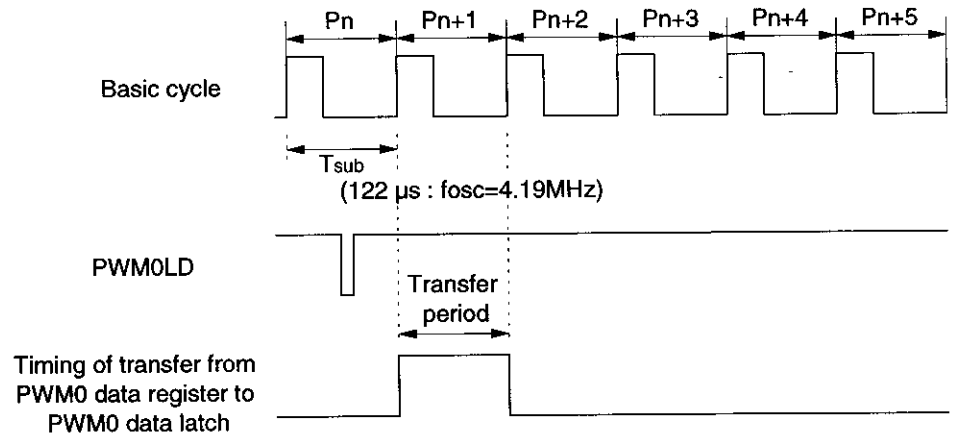 Pn Pn+1 Pn+2 Pn+3 Pn+4 Pn+5
Basic cycle
Tsub
(122 µs : fosc=4.19MHz)
PWM0LD
Transfer
period
Timing of transfer from
PWM0 data register to
PWM0 data latch